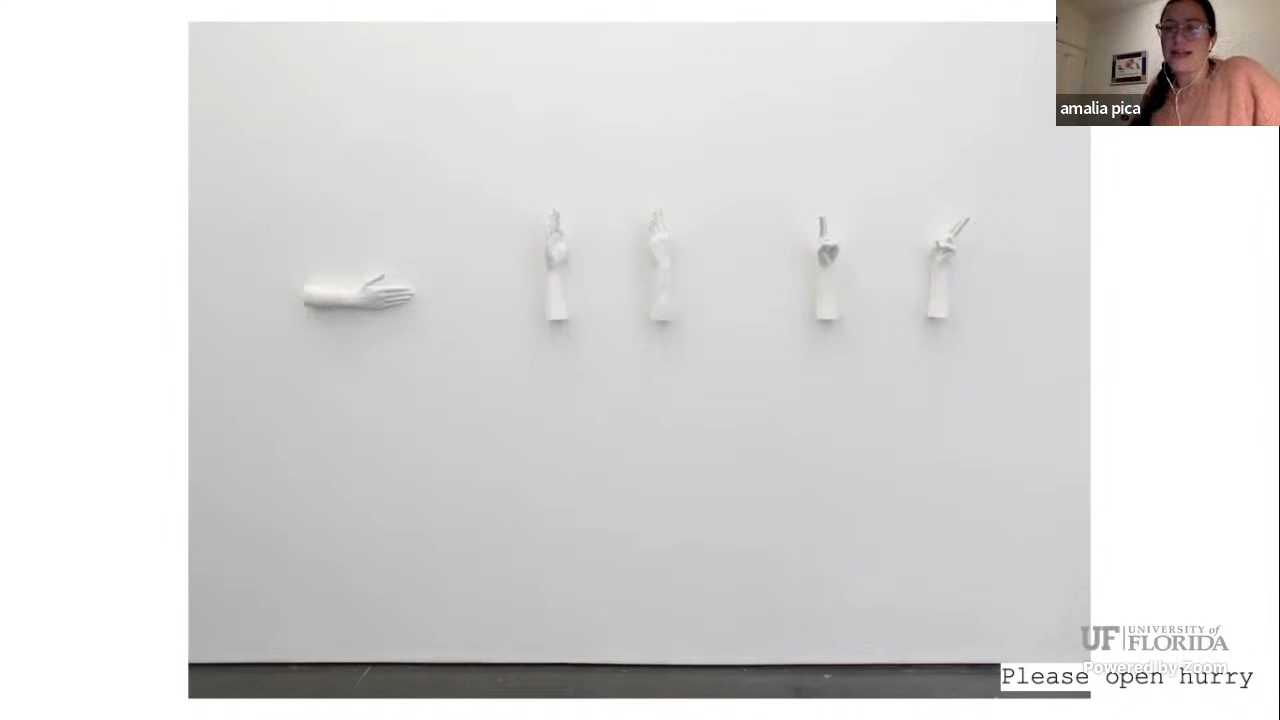 amalia pica
UF UNIVERSITY of
FLORIDA
Powered by Zoom
Please open hurry